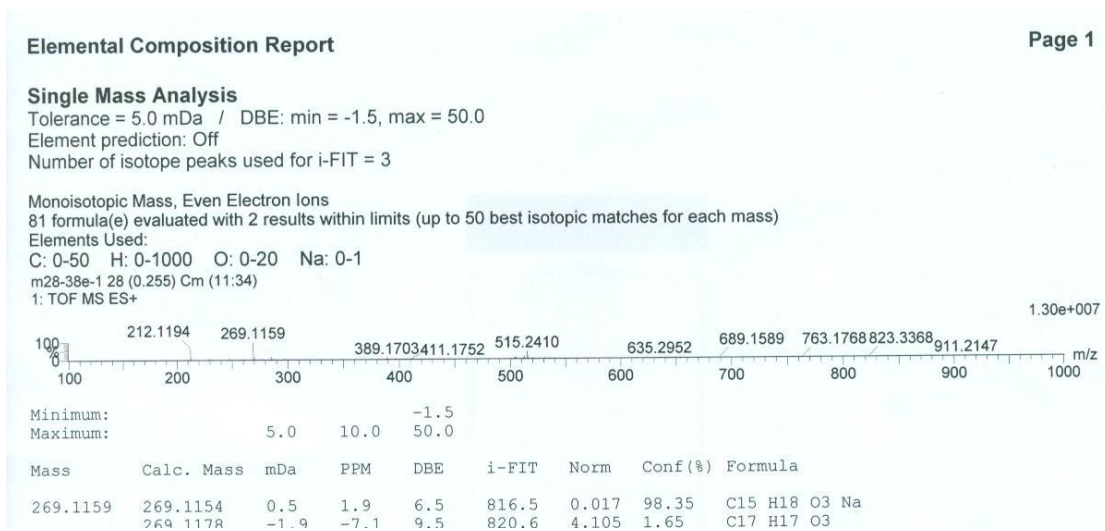 Elemental Composition Report Page 1
Single Mass Analysis
Tolerance = 5.0 mDa / DBE: min = -1.5, max = 50.0
Element prediction: Off
Number of isotope peaks used for i-FIT = 3
Monoisotopic Mass, Even Electron Ions
81 formula(e) evaluated with 2 results within limits (up to 50 best isotopic matches for each mass)
Elements Used:
C: 0-50 H: 0-1000 O: 0-20 Na: 0-1
m28-38e-1 28 (0.255) Cm (11:34)
1: TOF MS ES+
1.30e+007
212.1194 269.1159 389.1703 411.1752 515.2410 635.2952 689.1589 763.1768 823.3368 911.2147
100
%
0
m/z
100 200 300 400 500 600 700 800 900 1000
Minimum: -1.5
Maximum: 5.0 10.0 50.0
Mass Calc. Mass mDa PPM DBE i-FIT Norm Conf(%) Formula
269.1159 269.1154 0.5 1.9 6.5 816.5 0.017 98.35 C15 H18 O3 Na
269.1178 -1.9 -7.1 9.5 820.6 4.105 1.65 C17 H17 O3